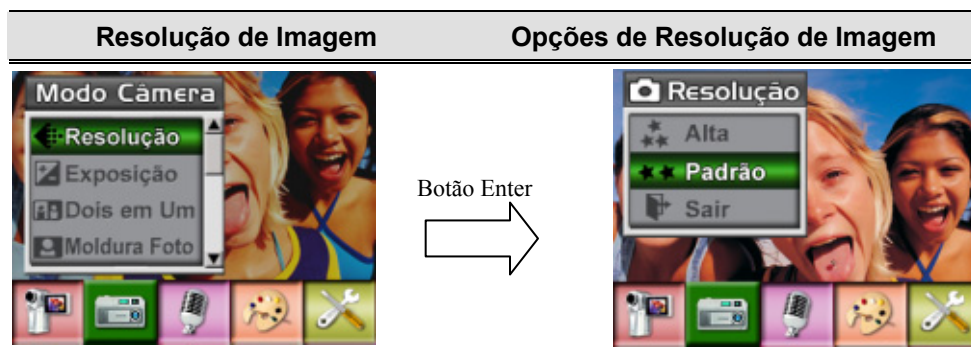 Resolução de Imagem
Opções de Resolução de Imagem
Modo Câmera
Resolução
Exposição
Dois em Um
Moldura Foto
Botão Enter
Resolução
Alta
Padrão
Sair